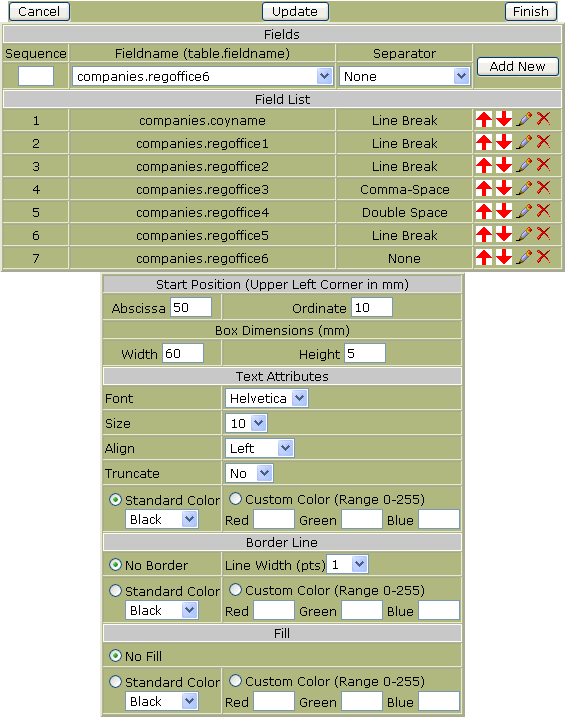 Cancel Update Finish
Fields
Sequence Fieldname (table.fieldname) Separator
companies.regoffice6 None Add New
Field List
1 companies.coyname Line Break
2 companies.regoffice1 Line Break
3 companies.regoffice2 Line Break
4 companies.regoffice3 Comma-Space
5 companies.regoffice4 Double Space
6 companies.regoffice5 Line Break
7 companies.regoffice6 None
Start Position (Upper Left Corner in mm)
Abscissa 50 Ordinate 10
Box Dimensions (mm)
Width 60 Height 5
Text Attributes
Font Helvetica
Size 10
Align Left
Truncate No
Standard Color Custom Color (Range 0-255)
Black Red Green Blue
Border Line
No Border Line Width (pts) 1
Standard Color Custom Color (Range 0-255)
Black Red Green Blue
Fill
No Fill
Standard Color Custom Color (Range 0-255)
Black Red Green Blue